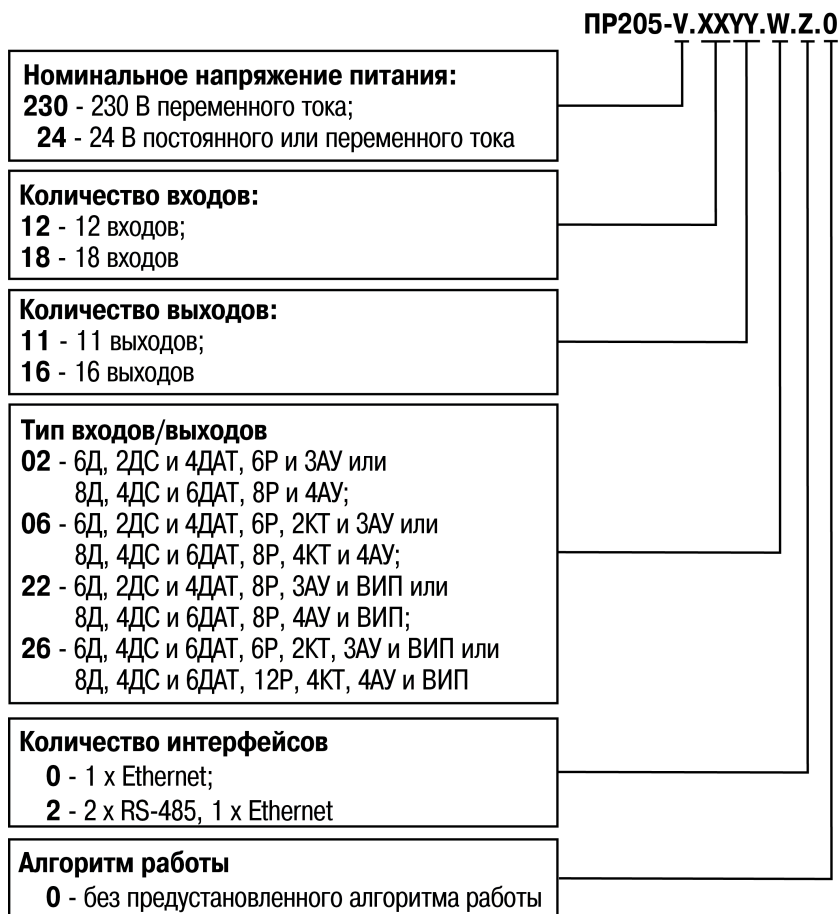 ПР205-V.XXYY.W.Z.0
Номинальное напряжение питания:
230 - 230 В переменного тока;
24 - 24 В постоянного или переменного тока
Количество входов:
12 - 12 входов;
18 - 18 входов
Количество выходов:
11 - 11 выходов;
16 - 16 выходов
Тип входов/выходов
02 - 6Д, 2ДС и 4ДАТ, 6Р и 3АУ или
8Д, 4ДС и 6ДАТ, 8Р и 4АУ;
06 - 6Д, 2ДС и 4ДАТ, 6Р, 2КТ и 3АУ или
8Д, 4ДС и 6ДАТ, 8Р, 4КТ и 4АУ;
22 - 6Д, 2ДС и 4ДАТ, 8Р, 3АУ и ВИП или
8Д, 4ДС и 6ДАТ, 8Р, 4АУ и ВИП;
26 - 6Д, 4ДС и 6ДАТ, 6Р, 2КТ, 3АУ и ВИП или
8Д, 4ДС и 6ДАТ, 12Р, 4КТ, 4АУ и ВИП
Количество интерфейсов
0 - 1 x Ethernet;
2 - 2 x RS-485, 1 x Ethernet
Алгоритм работы
0 - без предустановленного алгоритма работы